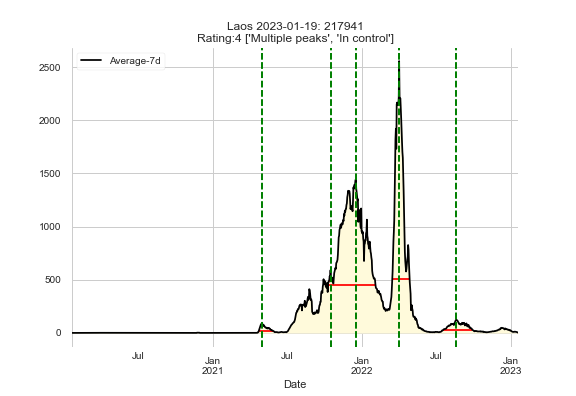 Laos 2023-01-19: 217941
Rating:4 ['Multiple peaks', 'In control']
Average-7d
2500
2000
1500
1000
500
0
Jul
Jan
2021
Jul
Jan
2022
Jul
Jan
2023
Date